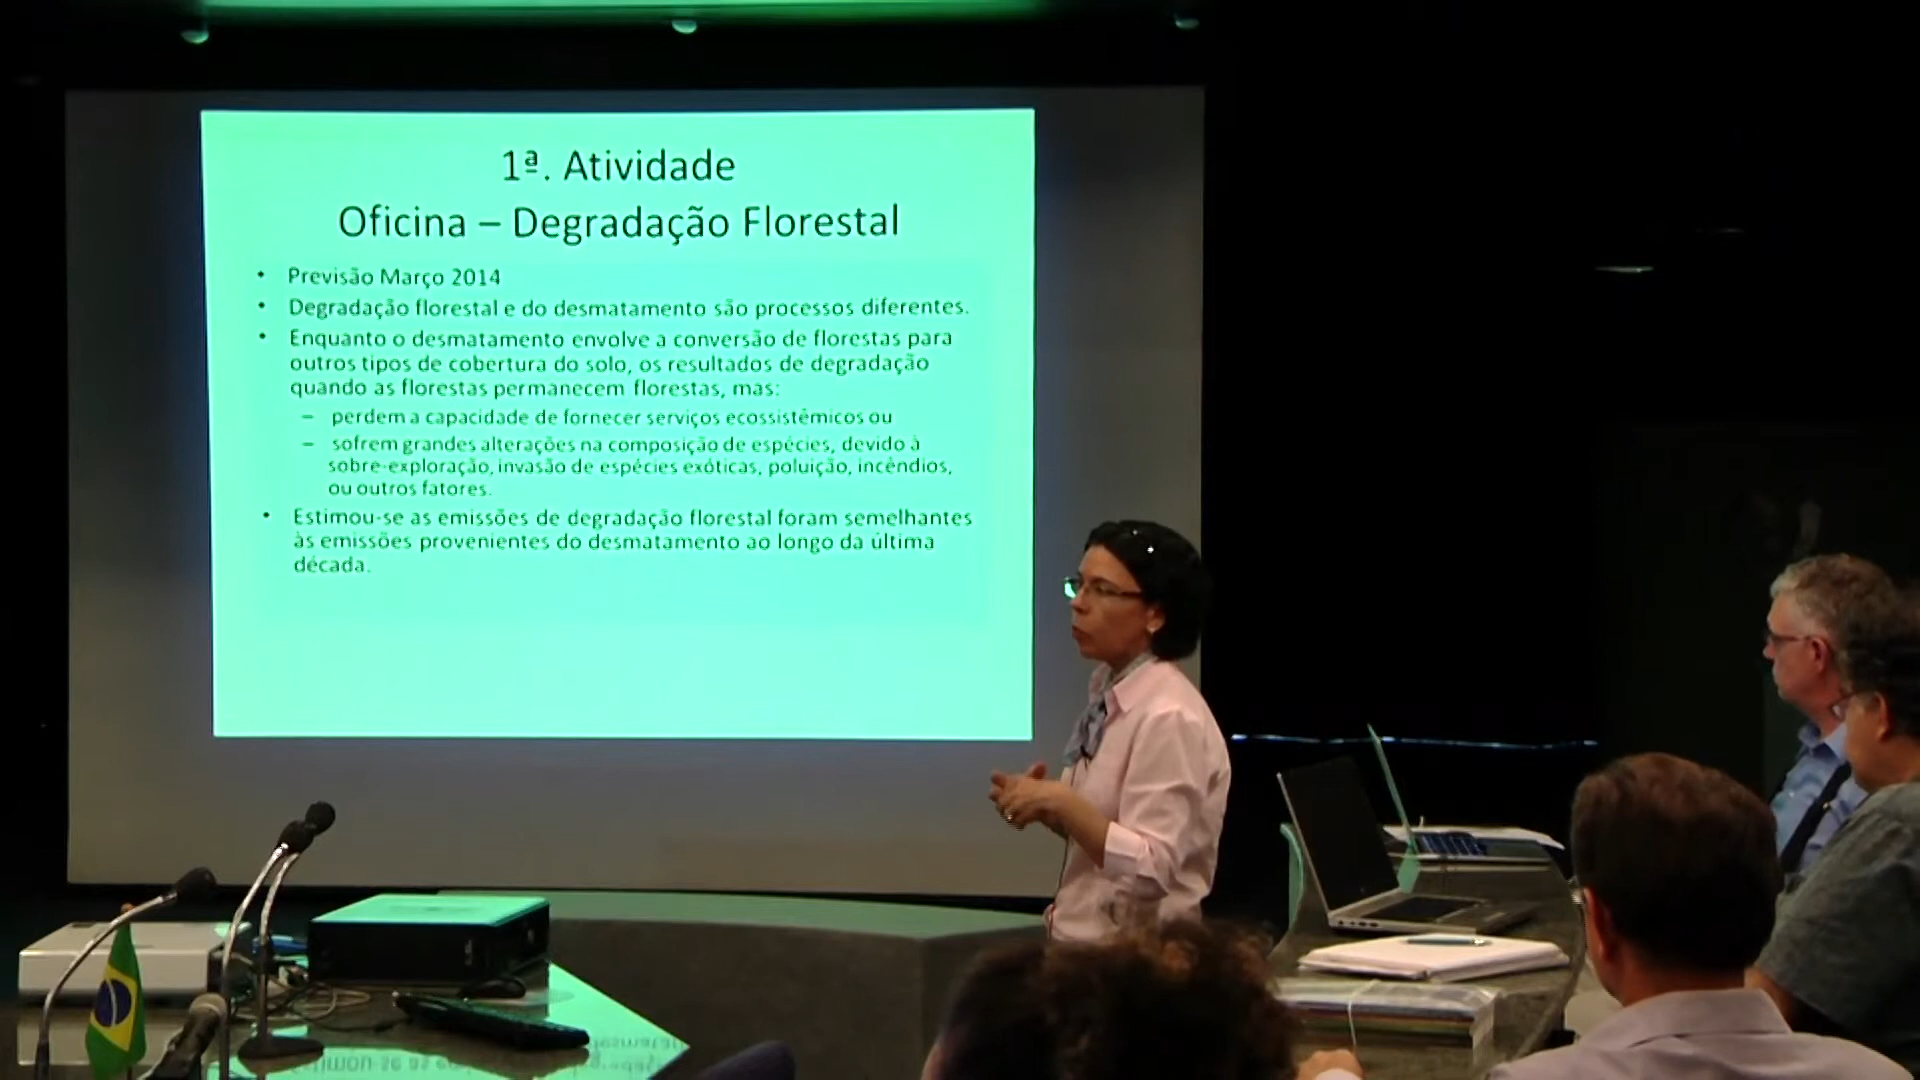 1ª. Atividade
Oficina – Degradação Florestal
• Previsão Março 2014
• Degradação florestal e do desmatamento são processos diferentes.
• Enquanto o desmatamento envolve a conversão de florestas para
outros tipos de cobertura do solo, os resultados de degradação
quando as florestas permanecem florestas, mas:
– perdem a capacidade de fornecer serviços ecossistêmicos ou
– sofrem grandes alterações na composição de espécies, devido à
sobre-exploração, invasão de espécies exóticas, poluição, incêndios,
ou outros fatores.
• Estimou-se as emissões de degradação florestal foram semelhantes
às emissões provenientes do desmatamento ao longo da última
década.